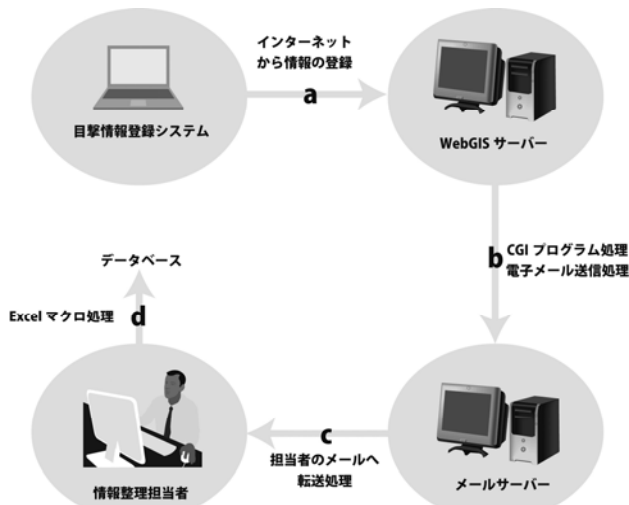 インターネット
から情報の登録
a
目撃情報登録システム
WebGIS サーバー
b
CGI プログラム処理
電子メール送信処理
データベース
Excel マクロ処理
d
c
担当者のメールへ
転送処理
情報整理担当者
メールサーバー